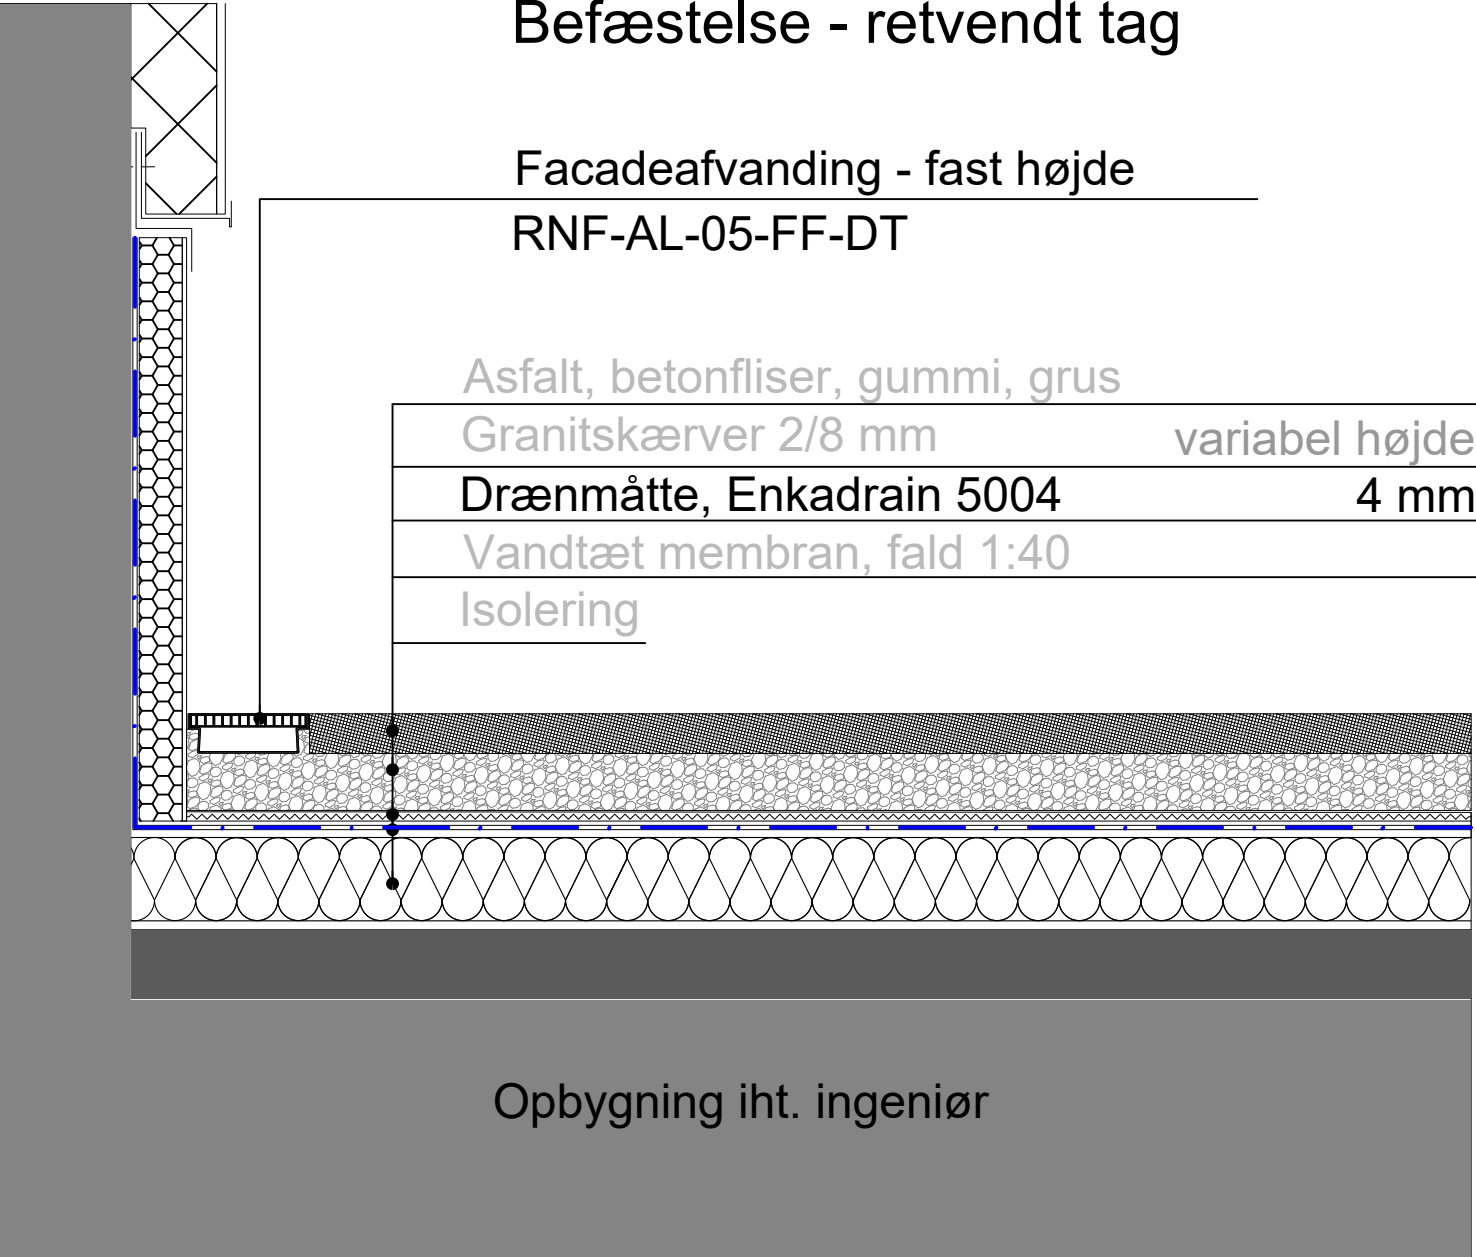 Befæstelse - retvendt tag
Facadeafvanding - fast højde
RNF-AL-05-FF-DT
Asfalt, betonfliser, gummi, grus
Granitskærver 2/8 mm variabel højde
Drænmåtte, Enkadrain 5004 4 mm
Vandtæt membran, fald 1:40
Isolering
Opbygning iht. ingeniør